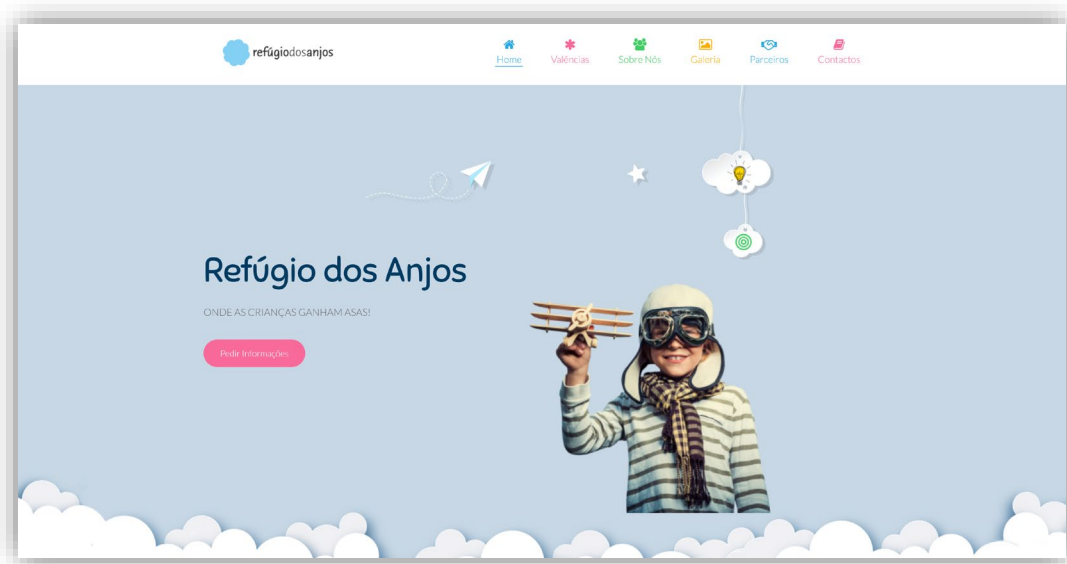 refúgiodosanjos
Home
Valências
Sobre Nós
Galeria
Parceiros
Contactos
Refúgio dos Anjos
ONDE AS CRIANÇAS GANHAM ASAS!
Pedir Informações